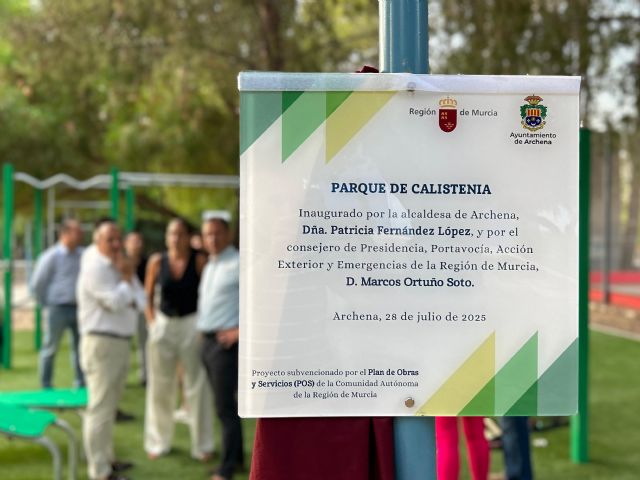 Región de Murcia
Ayuntamiento
de Archena
PARQUE DE CALISTENIA
Inaugurado por la alcaldesa de Archena,
Dña. Patricia Fernández López, y por el
consejero de Presidencia, Portavocía, Acción
Exterior y Emergencias de la Región de Murcia,
D. Marcos Ortuño Soto.
Archena, 28 de julio de 2025
Proyecto subvencionado por el Plan de Obras
y Servicios (POS) de la Comunidad Autónoma
de la Región de Murcia